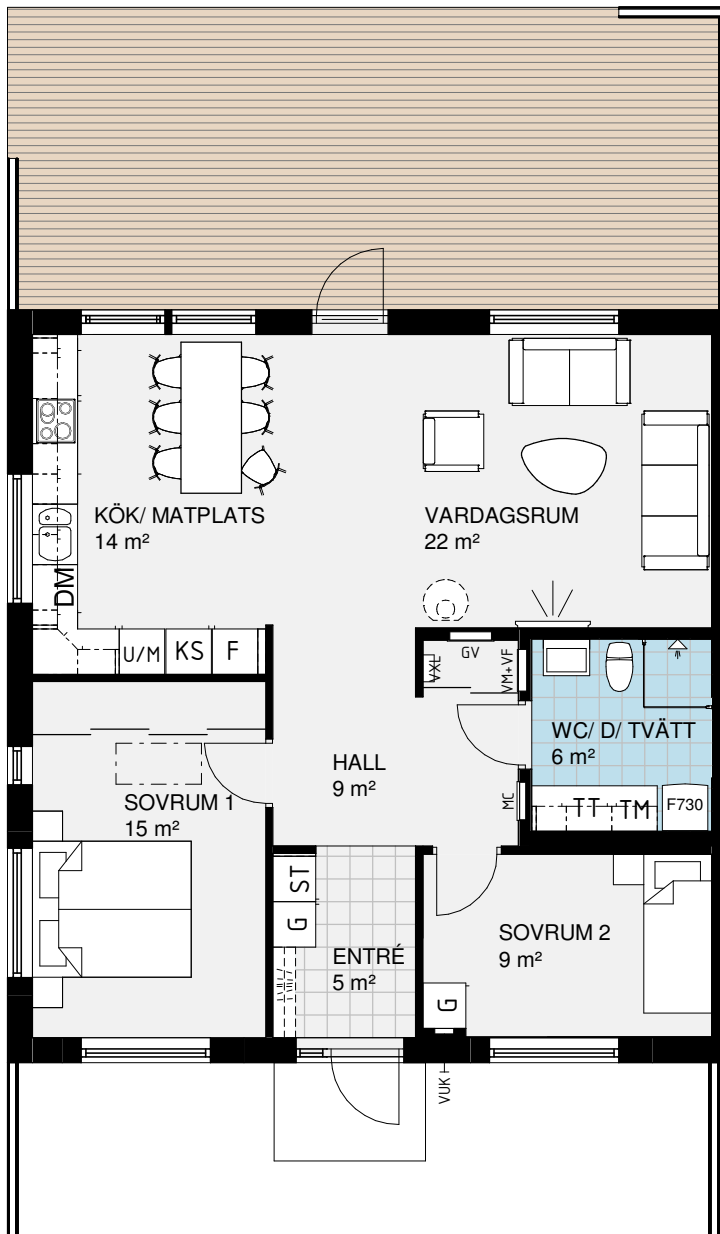 KÖK/ MATPLATS
14 m²
VARDAGSRUM
22 m²
DM
U/M
KS
F
VXL
GV
VM+VF
WC/ D/ TVÄTT
6 m²
HALL
9 m²
SOVRUM 1
15 m²
MC
TT
TM
F730
ST
G
ENTRÉ
5 m²
SOVRUM 2
9 m²
G
VUK